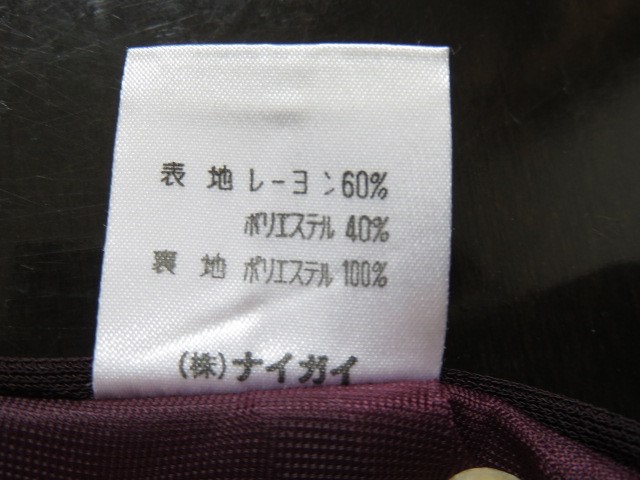 表 地 レーヨン60%
ポリエステル 40%
裏 地 ポリエステル 100%
(株)ナイガイ